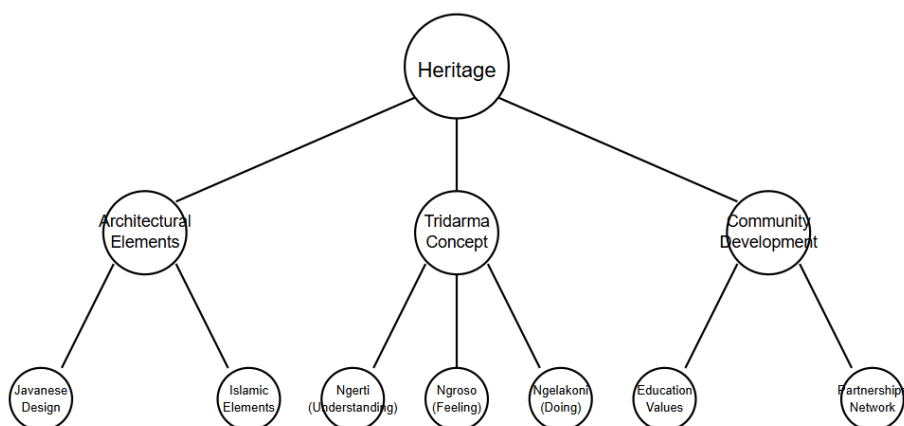 Heritage
Architectural
Elements
Tridarma
Concept
Community
Development
Javanese
Design
Islamic
Elements
Ngerti
(Understanding)
Ngroso
(Feeling)
Ngelakoni
(Doing)
Education
Values
Partnership
Network